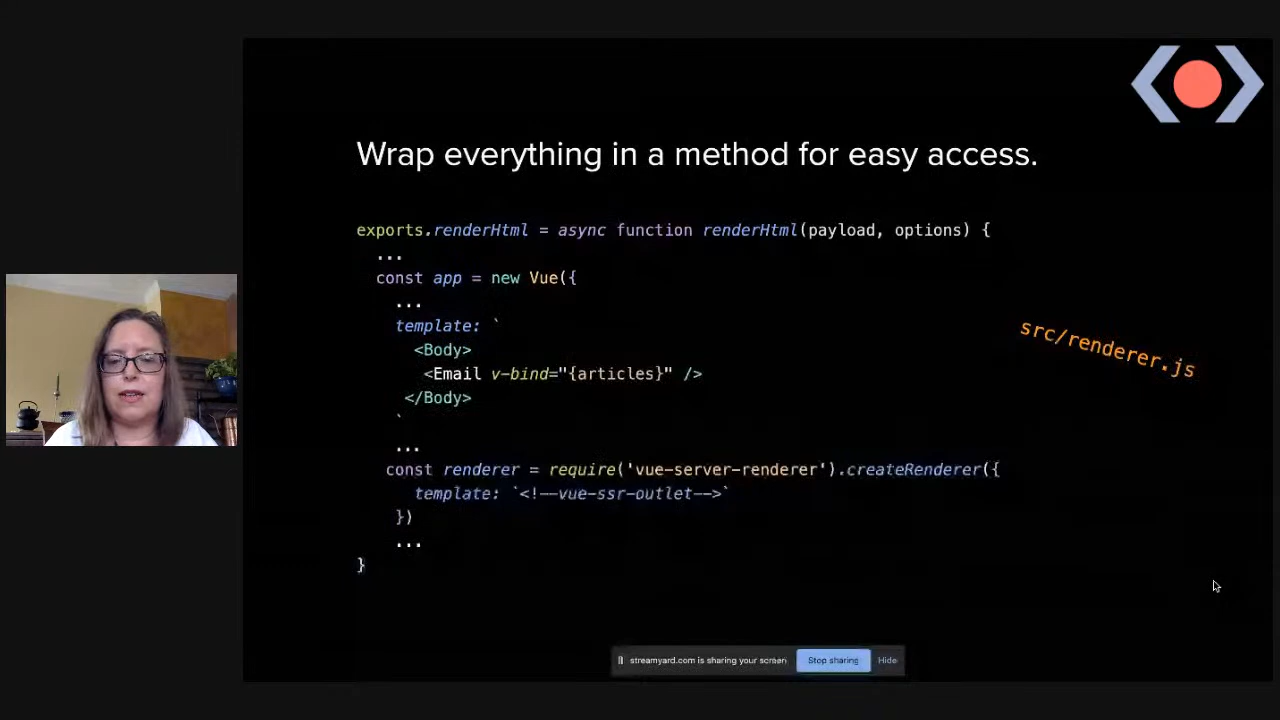 Wrap everything in a method for easy access.
exports.renderHtml = async function renderHtml(payload, options) {
...
const app = new Vue({
...
template: `
<Body>
<Email v-bind="{articles}" />
</Body>
`
...
const renderer = require('vue-server-renderer').createRenderer({
template: `<!--vue-ssr-outlet-->`
})
...
}
src/renderer.js
streamyard.com is sharing your screen Stop sharing Hide